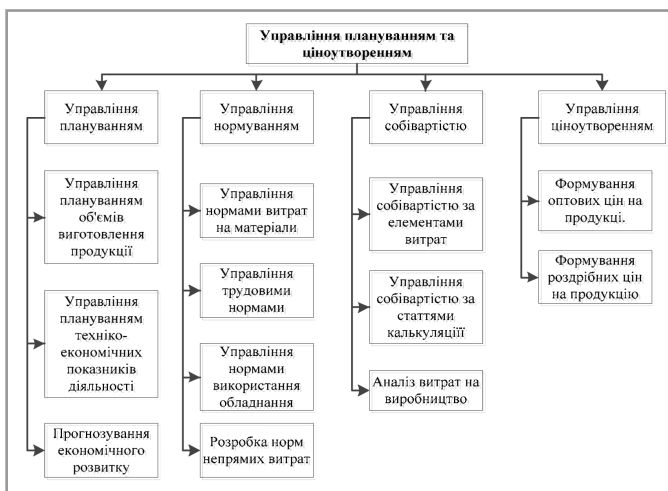 Управління плануванням та
ціноутворенням
Управління
плануванням
Управління
плануванням
об'ємів
виготовлення
продукції
Управління
плануванням
техніко-
економічних
показників
діяльності
Прогнозування
економічного
розвитку
Управління
нормуванням
Управління
нормами витрат
на матеріали
Управління
трудовими
нормами
Управління
нормами
використання
обладнання
Розробка норм
непрямих витрат
Управління
собівартістю
Управління
собівартістю за
елементами
витрат
Управління
собівартістю за
статтями
калькуляціїї
Аналіз витрат на
виробництво
Управління
ціноутворенням
Формування
оптових цін на
продукці.
Формування
роздрібних цін
на продукцію